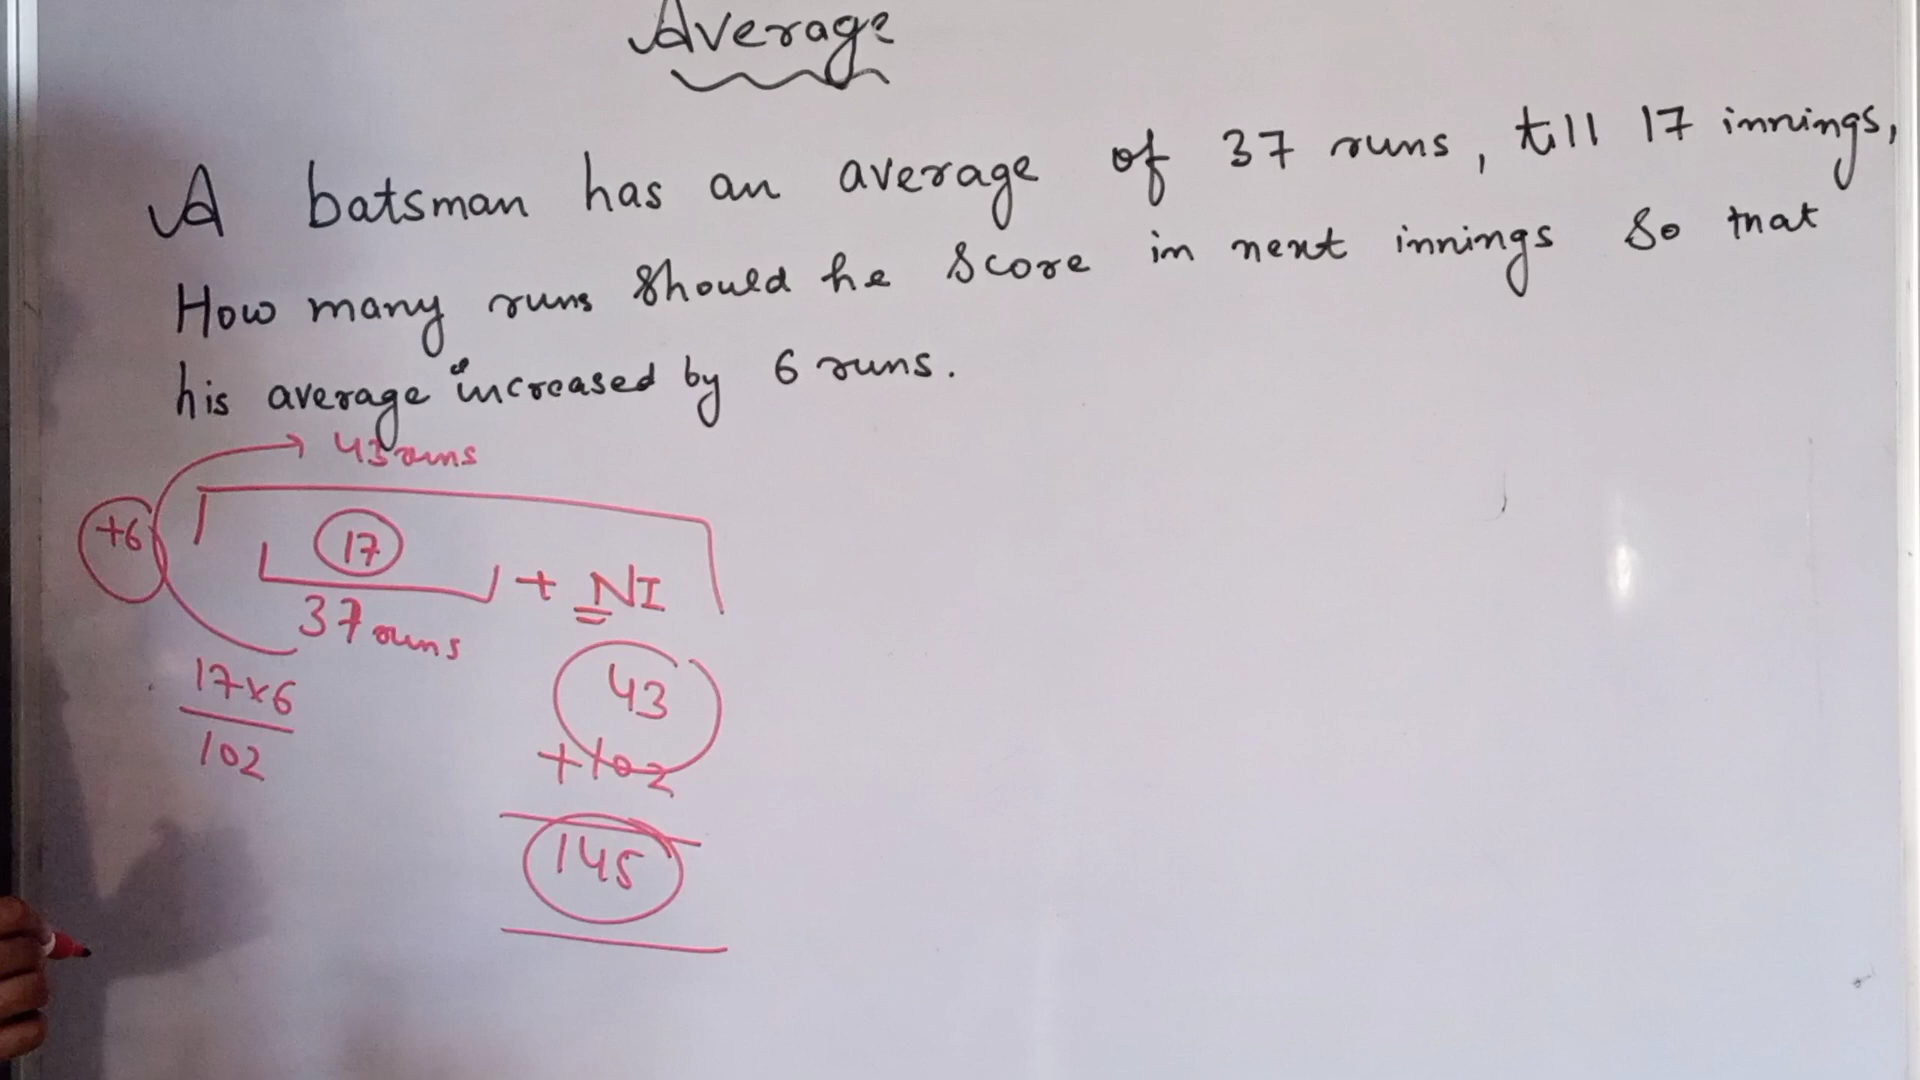 Average
A batsman has an average of 37 runs, till 17 innings,
How many runs should he score in next innings so that
his average increased by 6 runs.
43 runs
+6
17
+ NI
37 runs
17x6
102
43
+102
145